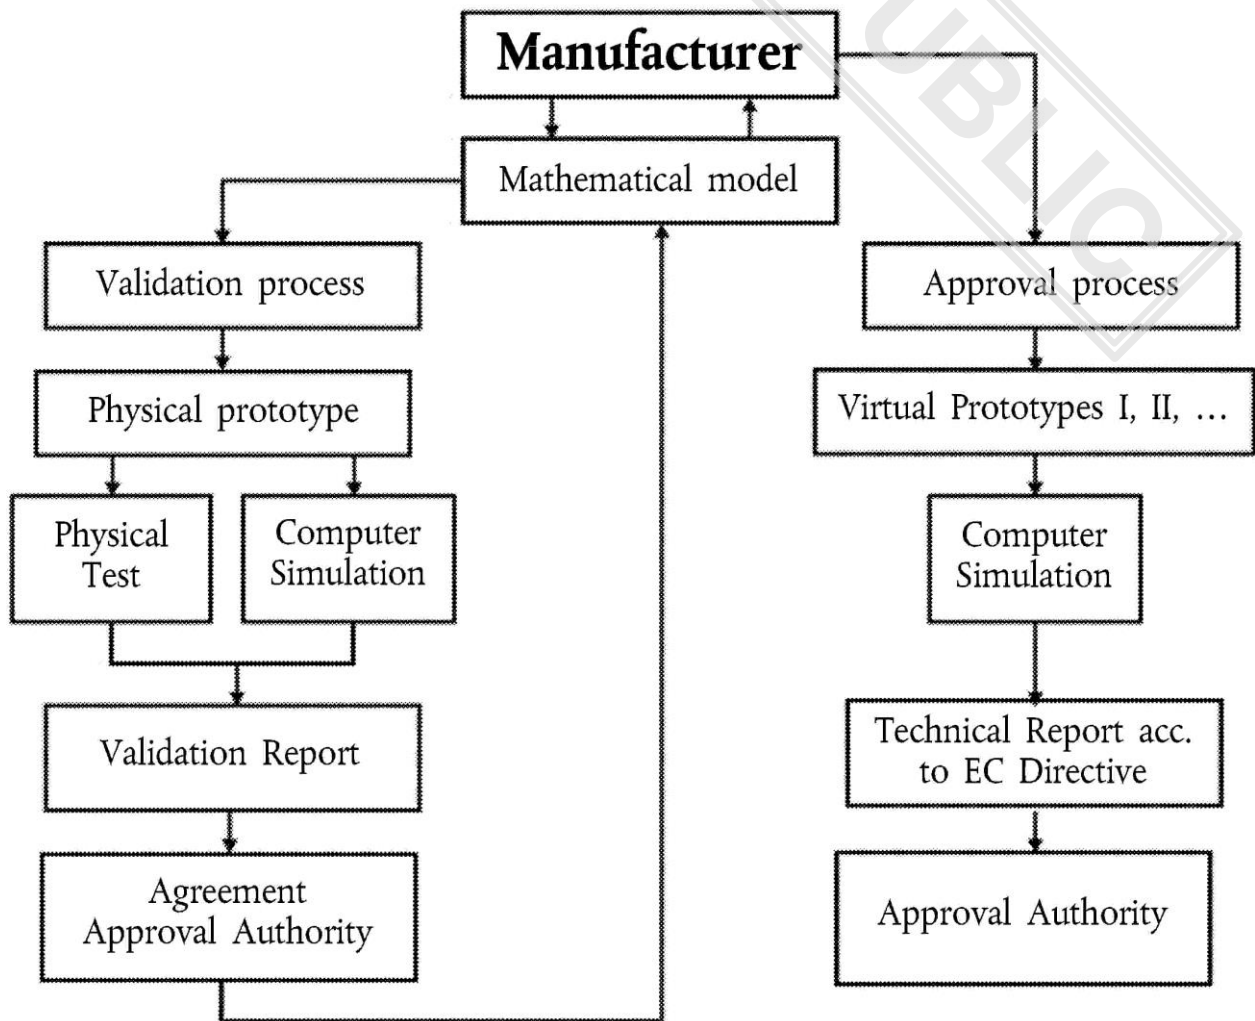 Manufacturer
Mathematical model
Validation process
Physical prototype
Physical
Test
Computer
Simulation
Validation Report
Agreement
Approval Authority
Approval process
Virtual Prototypes I, II, …
Computer
Simulation
Technical Report acc.
to EC Directive
Approval Authority
UBLIC